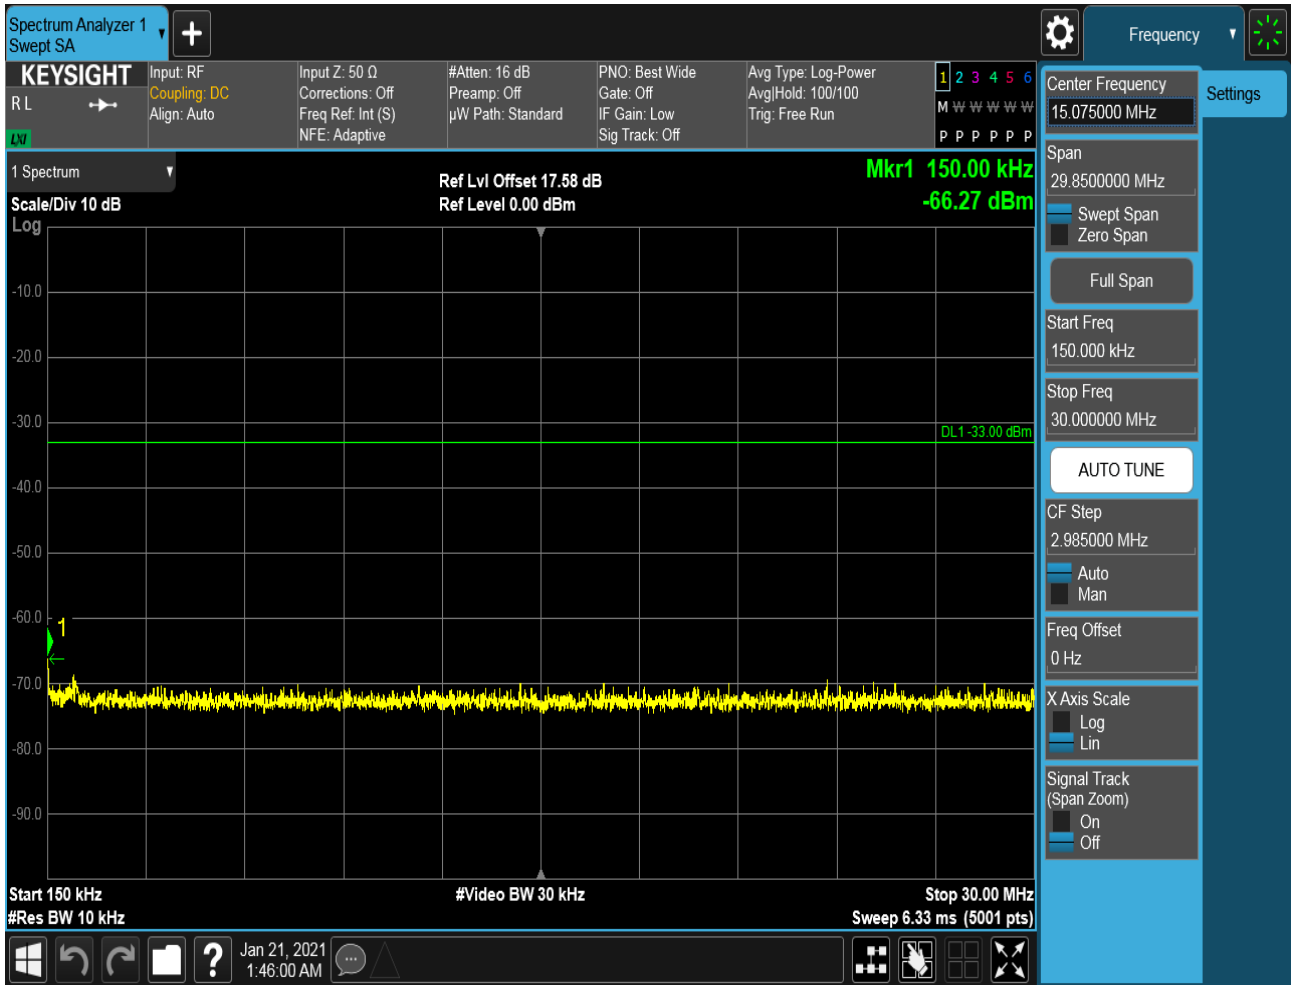 Spectrum Analyzer 1
Swept SA
Frequency
KEYSIGHT
R L
LXI
Input: RF
Coupling: DC
Align: Auto
Input Z: 50 Ω
Corrections: Off
Freq Ref: Int (S)
NFE: Adaptive
#Atten: 16 dB
Preamp: Off
µW Path: Standard
PNO: Best Wide
Gate: Off
IF Gain: Low
Sig Track: Off
Avg Type: Log-Power
Avg|Hold: 100/100
Trig: Free Run
1 2 3 4 5 6
M W W W W W
P P P P P P
1 Spectrum
Scale/Div 10 dB
Log
Ref Lvl Offset 17.58 dB
Ref Level 0.00 dBm
Mkr1 150.00 kHz
-66.27 dBm
-10.0
-20.0
-30.0
DL1 -33.00 dBm
-40.0
-50.0
-60.0
1
-70.0
-80.0
-90.0
Start 150 kHz
#Video BW 30 kHz
Stop 30.00 MHz
#Res BW 10 kHz
Sweep 6.33 ms (5001 pts)
Jan 21, 2021
1:46:00 AM
?
Center Frequency
15.075000 MHz
Settings
Span
29.8500000 MHz
Swept Span
Zero Span
Full Span
Start Freq
150.000 kHz
Stop Freq
30.000000 MHz
AUTO TUNE
CF Step
2.985000 MHz
Auto
Man
Freq Offset
0 Hz
X Axis Scale
Log
Lin
Signal Track
(Span Zoom)
On
Off